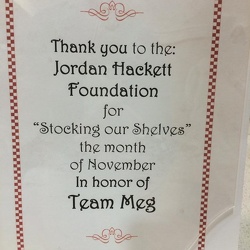 Thank you to the:
Jordan Hackett
Foundation
for
"Stocking our Shelves"
the month
of November
In honor of
Team Meg